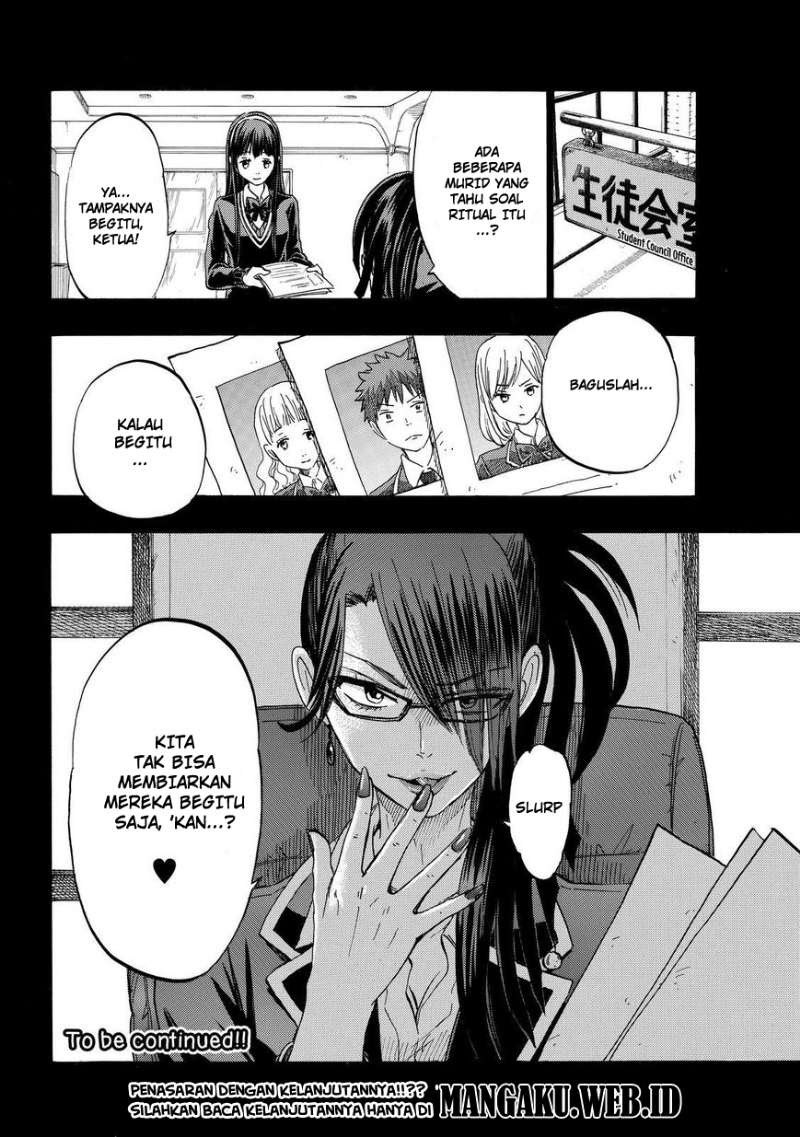 生徒会室
Student Council Office
ADA
BEBERAPA
MURID YANG
TAHU SOAL
RITUAL ITU
...?
YA...
TAMPAKNYA
BEGITU,
KETUA!
BAGUSLAH...
KALAU
BEGITU
...
KITA
TAK BISA
MEMBIARKAN
MEREKA BEGITU
SAJA, 'KAN...?
♥
SLURP
To be continued!!
PENASARAN DENGAN KELANJUTANNYA!!??
SILAHKAN BACA KELANJUTANNYA HANYA DI MANGAKU.WEB.ID